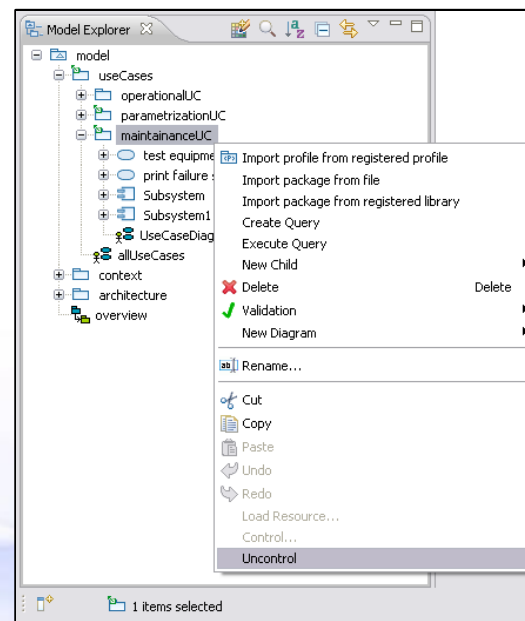 Model Explorer
model
useCases
operationalUC
parametrizationUC
maintainanceUC
test equipme
print failure
Subsystem
Subsystem1
UseCaseDiag
allUseCases
context
architecture
overview
Import profile from registered profile
Import package from file
Import package from registered library
Create Query
Execute Query
New Child
Delete Delete
Validation
New Diagram
Rename...
Cut
Copy
Paste
Undo
Redo
Load Resource...
Control...
Uncontrol
1 items selected